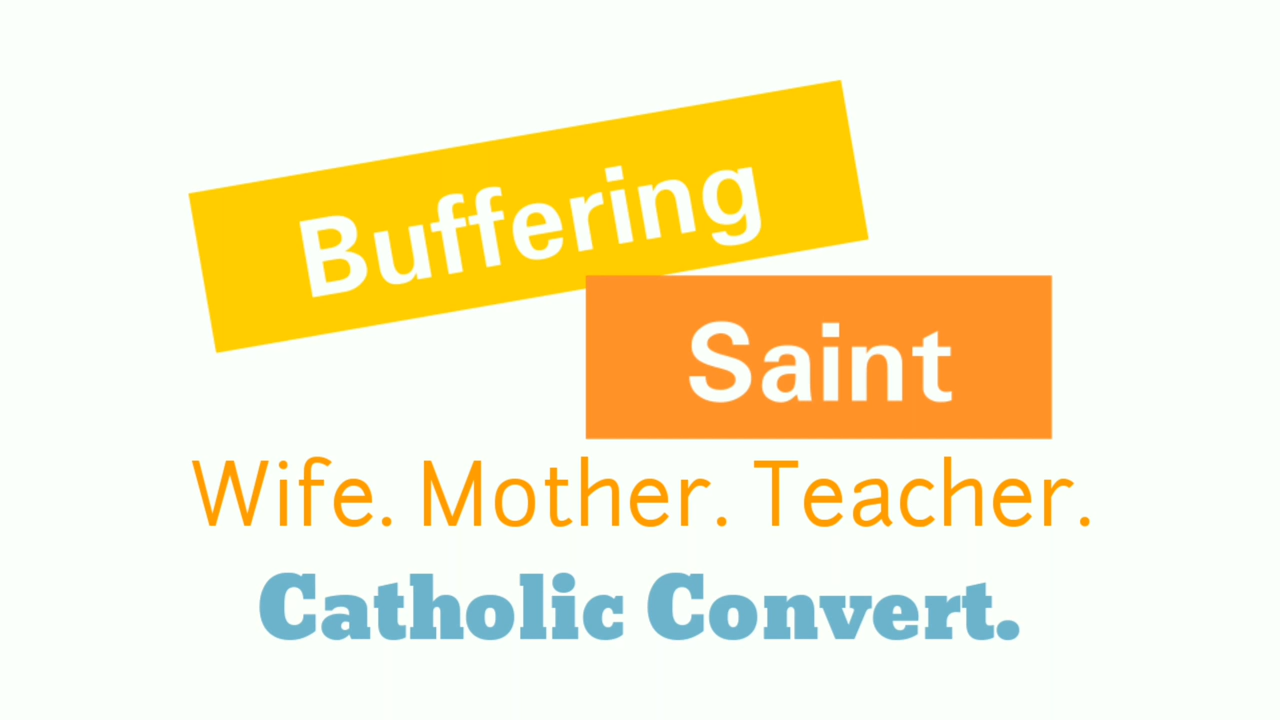 Buffering
Saint
Wife. Mother. Teacher.
Catholic Convert.